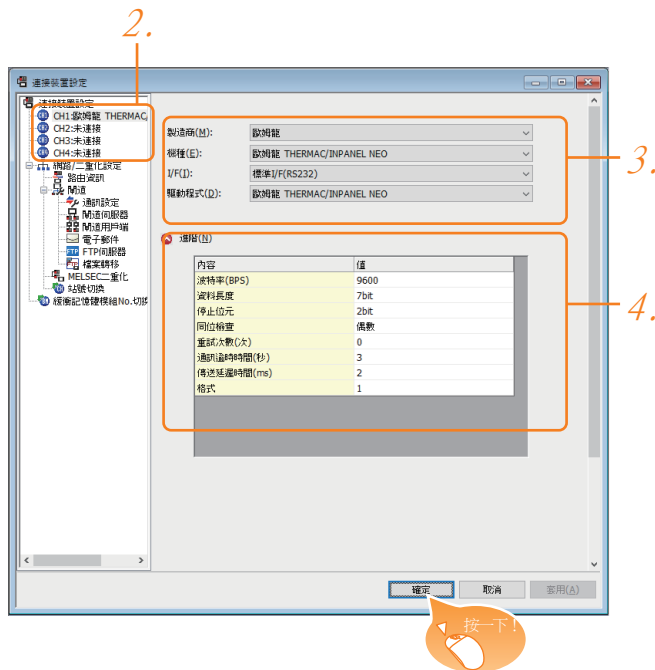 2.
連接裝置設定
連接裝置設定
CH1:歐姆龍 THERMAC/
CH2:未連接
CH3:未連接
CH4:未連接
網路/二重化設定
路由資訊
閘道
通訊設定
閘道伺服器
閘道用戶端
電子郵件
FTP伺服器
檔案轉移
MELSEC二重化
站號切換
緩衝記憶體模組No.切換
製造商(M): 歐姆龍
機種(E): 歐姆龍 THERMAC/INPANEL NEO
I/F(I): 標準I/F(RS232)
驅動程式(D): 歐姆龍 THERMAC/INPANEL NEO
3.
進階(N)
內容 值
波特率(BPS) 9600
資料長度 7bit
停止位元 2bit
同位檢查 偶數
重試次數(次) 0
通訊逾時時間(秒) 3
傳送延遲時間(ms) 2
格式 1
4.
確定 取消 套用(A)
按一下!